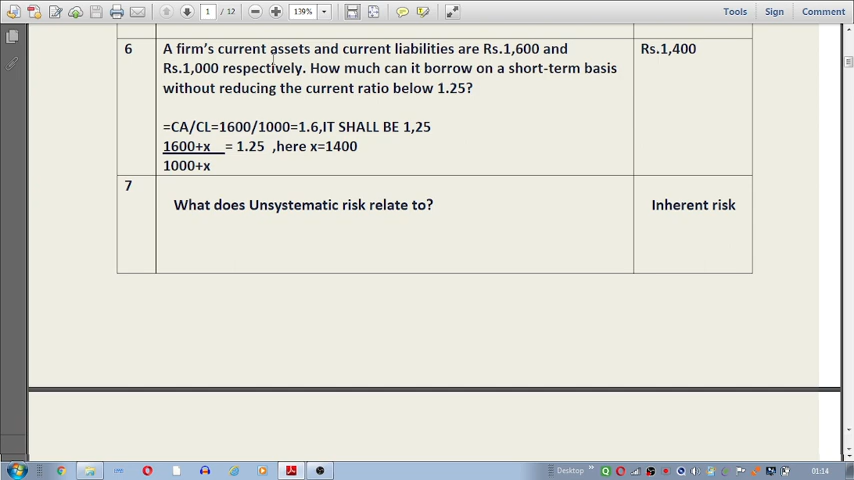 1 / 12
139%
Tools
Sign
Comment
6
A firm's current assets and current liabilities are Rs.1,600 and
Rs.1,000 respectively. How much can it borrow on a short-term basis
without reducing the current ratio below 1.25?
Rs.1,400
=CA/CL=1600/1000=1.6,IT SHALL BE 1,25
1600+x = 1.25 ,here x=1400
1000+x
7
What does Unsystematic risk relate to?
Inherent risk
Desktop
01:14